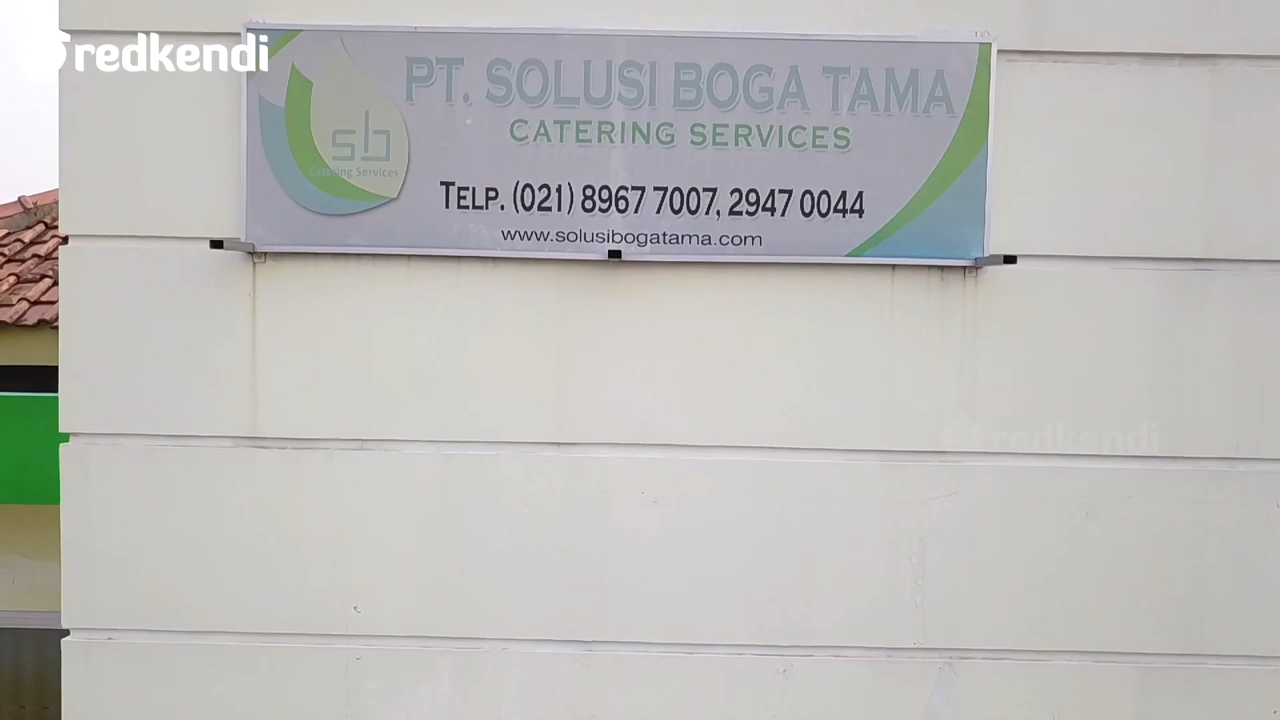 redkendi
PT. SOLUSI BOGA TAMA
CATERING SERVICES
sb
Catering Services
TELP. (021) 8967 7007, 2947 0044
www.solusibogatama.com
redkendi